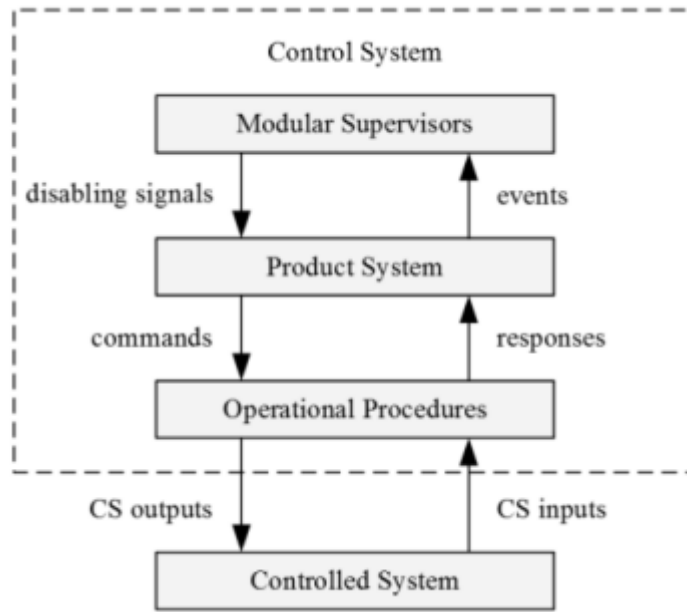 Control System
Modular Supervisors
disabling signals
events
Product System
commands
responses
Operational Procedures
CS outputs
CS inputs
Controlled System